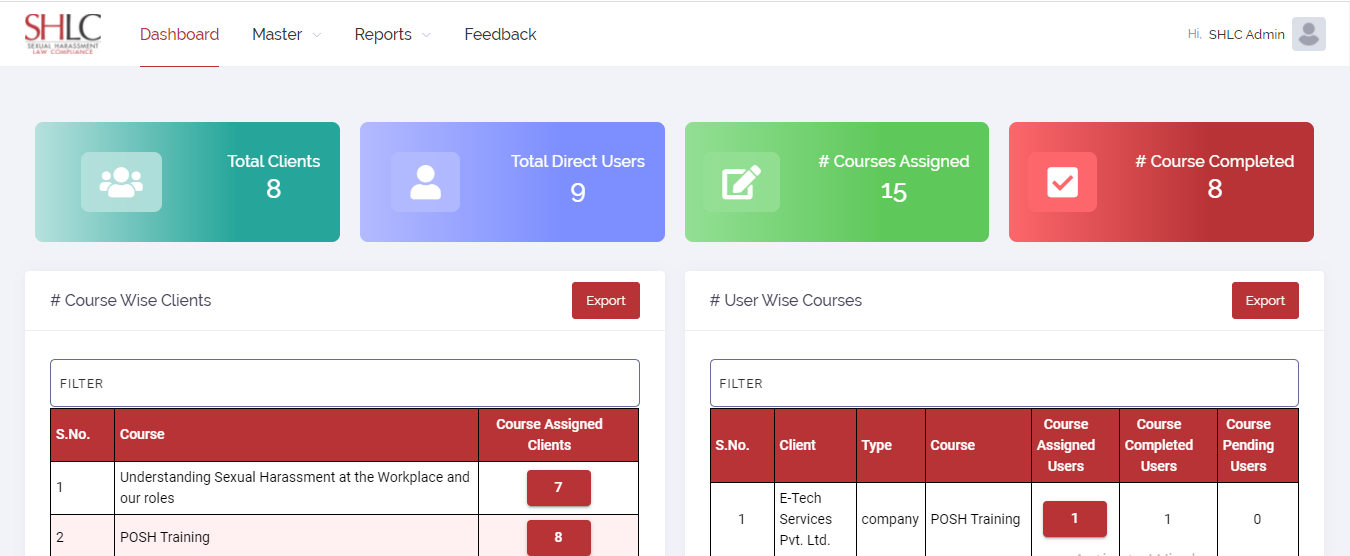 SHLC
SEXUAL HARASSMENT
LAW COMPLIANCE
Dashboard
Master
Reports
Feedback
Hi, SHLC Admin
Total Clients
8
Total Direct Users
9
# Courses Assigned
15
# Course Completed
8
# Course Wise Clients
Export
FILTER
S.No.
Course
Course Assigned
Clients
1
Understanding Sexual Harassment at the Workplace and
our roles
7
2
POSH Training
8
# User Wise Courses
Export
FILTER
S.No.
Client
Type
Course
Course
Assigned
Users
Course
Completed
Users
Course
Pending
Users
1
E-Tech
Services
Pvt. Ltd.
company
POSH Training
1
1
0